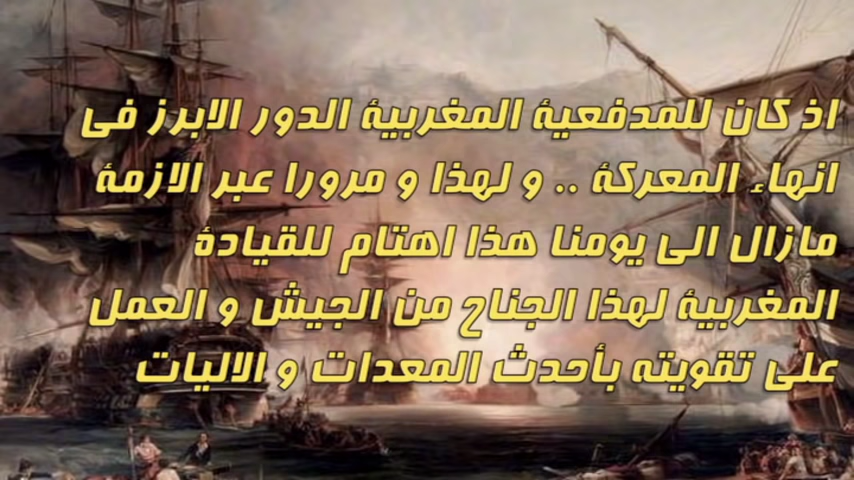 اذ كان للمدفعية المغربية الدور الابرز فى
انهاء المعركة .. و لهذا و مرورا عبر الازمة
مازال الى يومنا هذا اهتام للقيادة
المغربية لهذا الجناح من الجيش و العمل
على تقويته بأحدث المعدات و الاليات